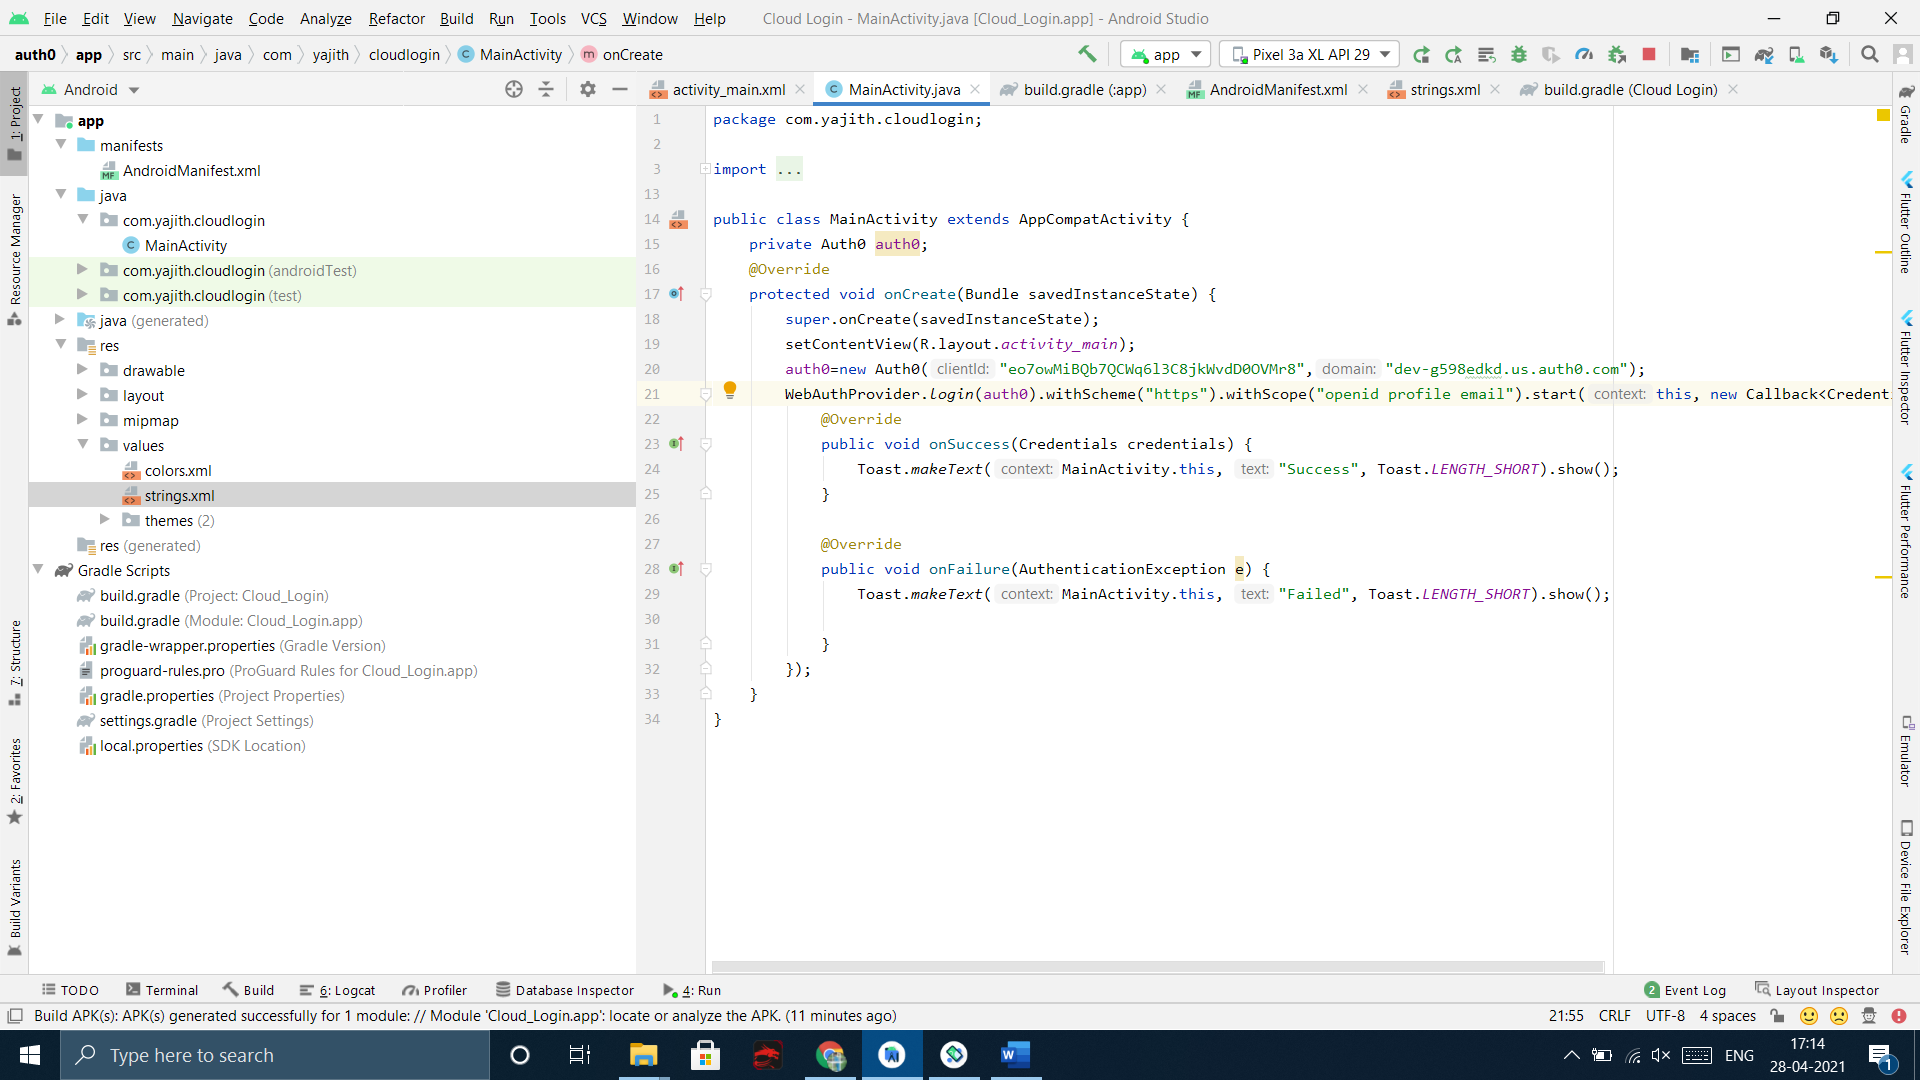 File Edit View Navigate Code Analyze Refactor Build Run Tools VCS Window Help Cloud Login - MainActivity.java [Cloud_Login.app] - Android Studio
auth0 app src main java com yajith cloudlogin C MainActivity m onCreate app Pixel 3a XL API 29
Android
activity_main.xml MainActivity.java build.gradle (:app) AndroidManifest.xml strings.xml build.gradle (Cloud Login)
1: Project
Resource Manager
7: Structure
2: Favorites
Build Variants
app
manifests
AndroidManifest.xml
java
com.yajith.cloudlogin
MainActivity
com.yajith.cloudlogin (androidTest)
com.yajith.cloudlogin (test)
java (generated)
res
drawable
layout
mipmap
values
colors.xml
strings.xml
themes (2)
res (generated)
Gradle Scripts
build.gradle (Project: Cloud_Login)
build.gradle (Module: Cloud_Login.app)
gradle-wrapper.properties (Gradle Version)
proguard-rules.pro (ProGuard Rules for Cloud_Login.app)
gradle.properties (Project Properties)
settings.gradle (Project Settings)
local.properties (SDK Location)
1 package com.yajith.cloudlogin;
2
3 import ...
13
14 public class MainActivity extends AppCompatActivity {
15 private Auth0 auth0;
16 @Override
17 protected void onCreate(Bundle savedInstanceState) {
18 super.onCreate(savedInstanceState);
19 setContentView(R.layout.activity_main);
20 auth0=new Auth0( clientId: "eo7owMiBQb7QCWq6l3C8jkWvdD0OVMr8", domain: "dev-g598edkd.us.auth0.com");
21 WebAuthProvider.login(auth0).withScheme("https").withScope("openid profile email").start( context: this, new Callback<Credenti
22 @Override
23 public void onSuccess(Credentials credentials) {
24 Toast.makeText( context: MainActivity.this, text: "Success", Toast.LENGTH_SHORT).show();
25 }
26
27 @Override
28 public void onFailure(AuthenticationException e) {
29 Toast.makeText( context: MainActivity.this, text: "Failed", Toast.LENGTH_SHORT).show();
30
31 }
32 });
33 }
34 }
Gradle
Flutter Outline
Flutter Inspector
Flutter Performance
Emulator
Device File Explorer
TODO Terminal Build 6: Logcat Profiler Database Inspector 4: Run 2 Event Log Layout Inspector
Build APK(s): APK(s) generated successfully for 1 module: // Module 'Cloud_Login.app': locate or analyze the APK. (11 minutes ago) 21:55 CRLF UTF-8 4 spaces
Type here to search
ENG
17:14
28-04-2021
1